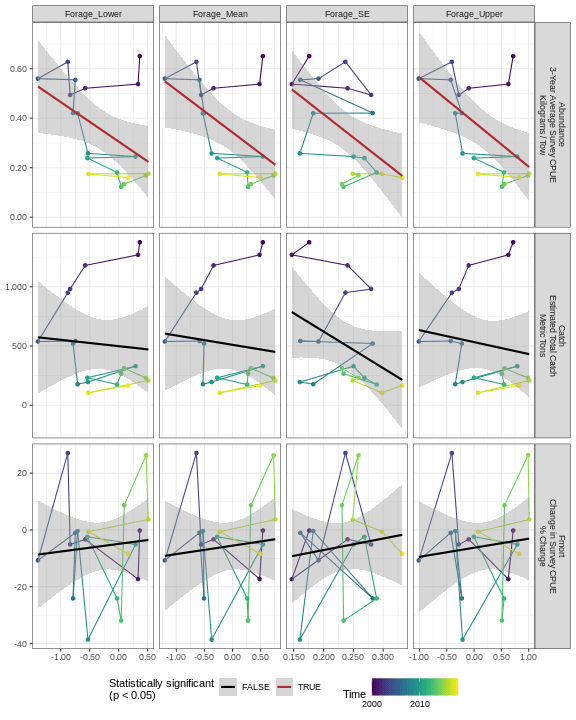 Forage_Lower Forage_Mean Forage_SE Forage_Upper
0.60
0.40
0.20
0.00
Abundance
3-Year Average Survey CPUE
Kilograms / Tow
1,000
500
0
Catch
Estimated Total Catch
Metric Tons
20
0
-20
-40
Fmort
Change in Survey CPUE
% Change
-1.00 -0.50 0.00 0.50 -1.00 -0.50 0.00 0.50 0.150 0.200 0.250 0.300 -1.00 -0.50 0.00 0.50 1.00
Statistically significant
(p < 0.05)
FALSE TRUE
Time
2000 2010